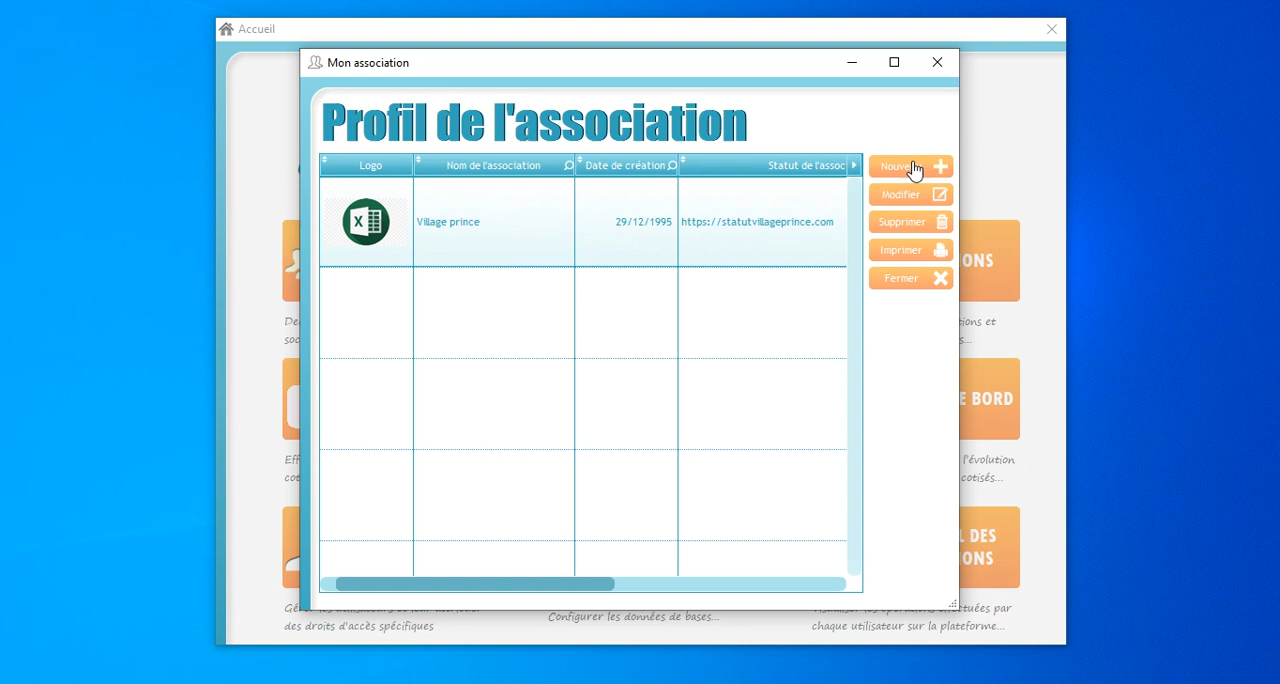 Accueil
Mon association
Profil de l'association
Logo
Nom de l'association
Date de création
Statut de l'assoc
Village prince
29/12/1995
https://statutvillageprince.com
Modifier
Supprimer
Imprimer
Fermer
ONS
tions et
E BORD
l'évolution
cotisés...
L DES
IONS
des droits d'accès spécifiques
Configurer les données de bases...
chaque utilisateur sur la plateforme...